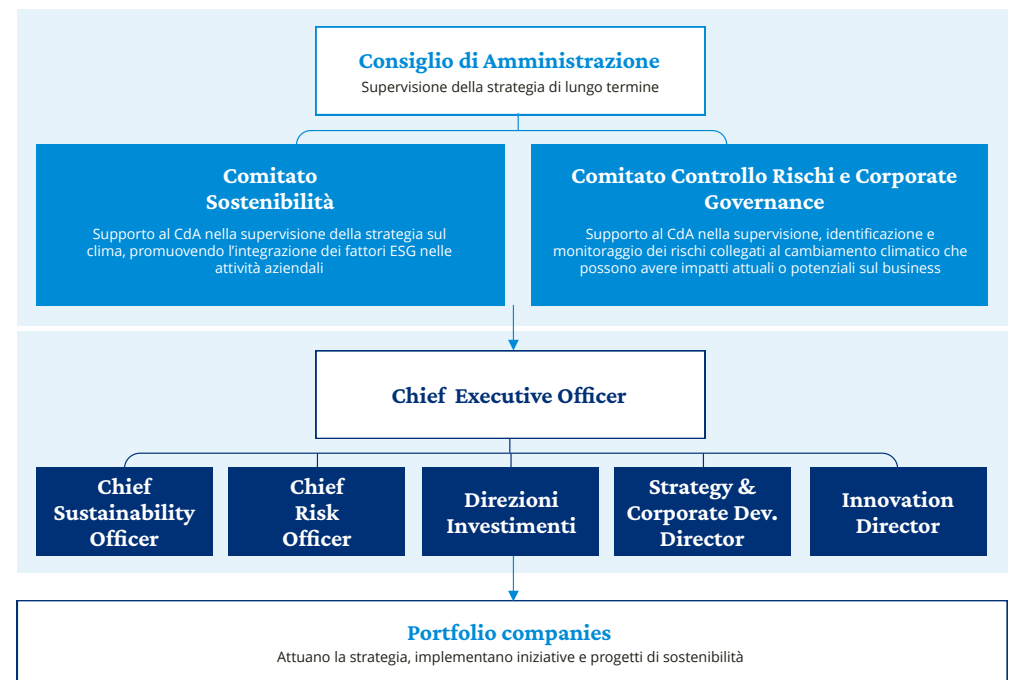 Consiglio di Amministrazione
Supervisione della strategia di lungo termine
Comitato
Sostenibilità
Supporto al CdA nella supervisione della strategia sul
clima, promuovendo l'integrazione dei fattori ESG nelle
attività aziendali
Comitato Controllo Rischi e Corporate
Governance
Supporto al CdA nella supervisione, identificazione e
monitoraggio dei rischi collegati al cambiamento climatico che
possono avere impatti attuali o potenziali sul business
Chief Executive Officer
Chief
Sustainability
Officer
Chief
Risk
Officer
Direzioni
Investimenti
Strategy &
Corporate Dev.
Director
Innovation
Director
Portfolio companies
Attuano la strategia, implementano iniziative e progetti di sostenibilità